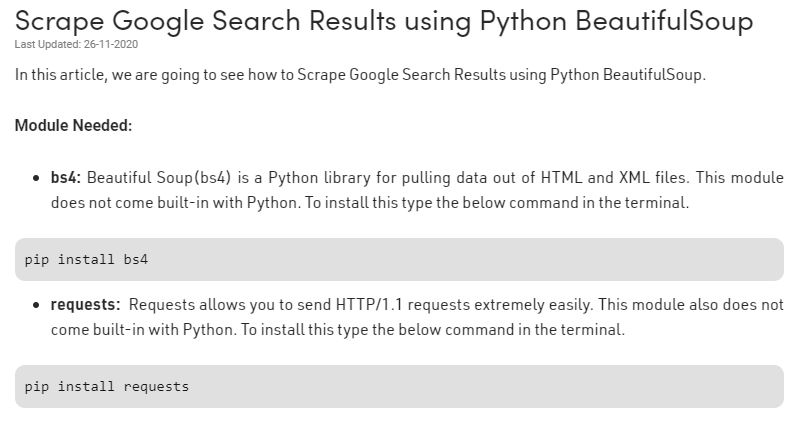 Scrape Google Search Results using Python BeautifulSoup
Last Updated: 26-11-2020
In this article, we are going to see how to Scrape Google Search Results using Python BeautifulSoup.
Module Needed:
• bs4: Beautiful Soup(bs4) is a Python library for pulling data out of HTML and XML files. This module
does not come built-in with Python. To install this type the below command in the terminal.
pip install bs4
• requests: Requests allows you to send HTTP/1.1 requests extremely easily. This module also does not
come built-in with Python. To install this type the below command in the terminal.
pip install requests